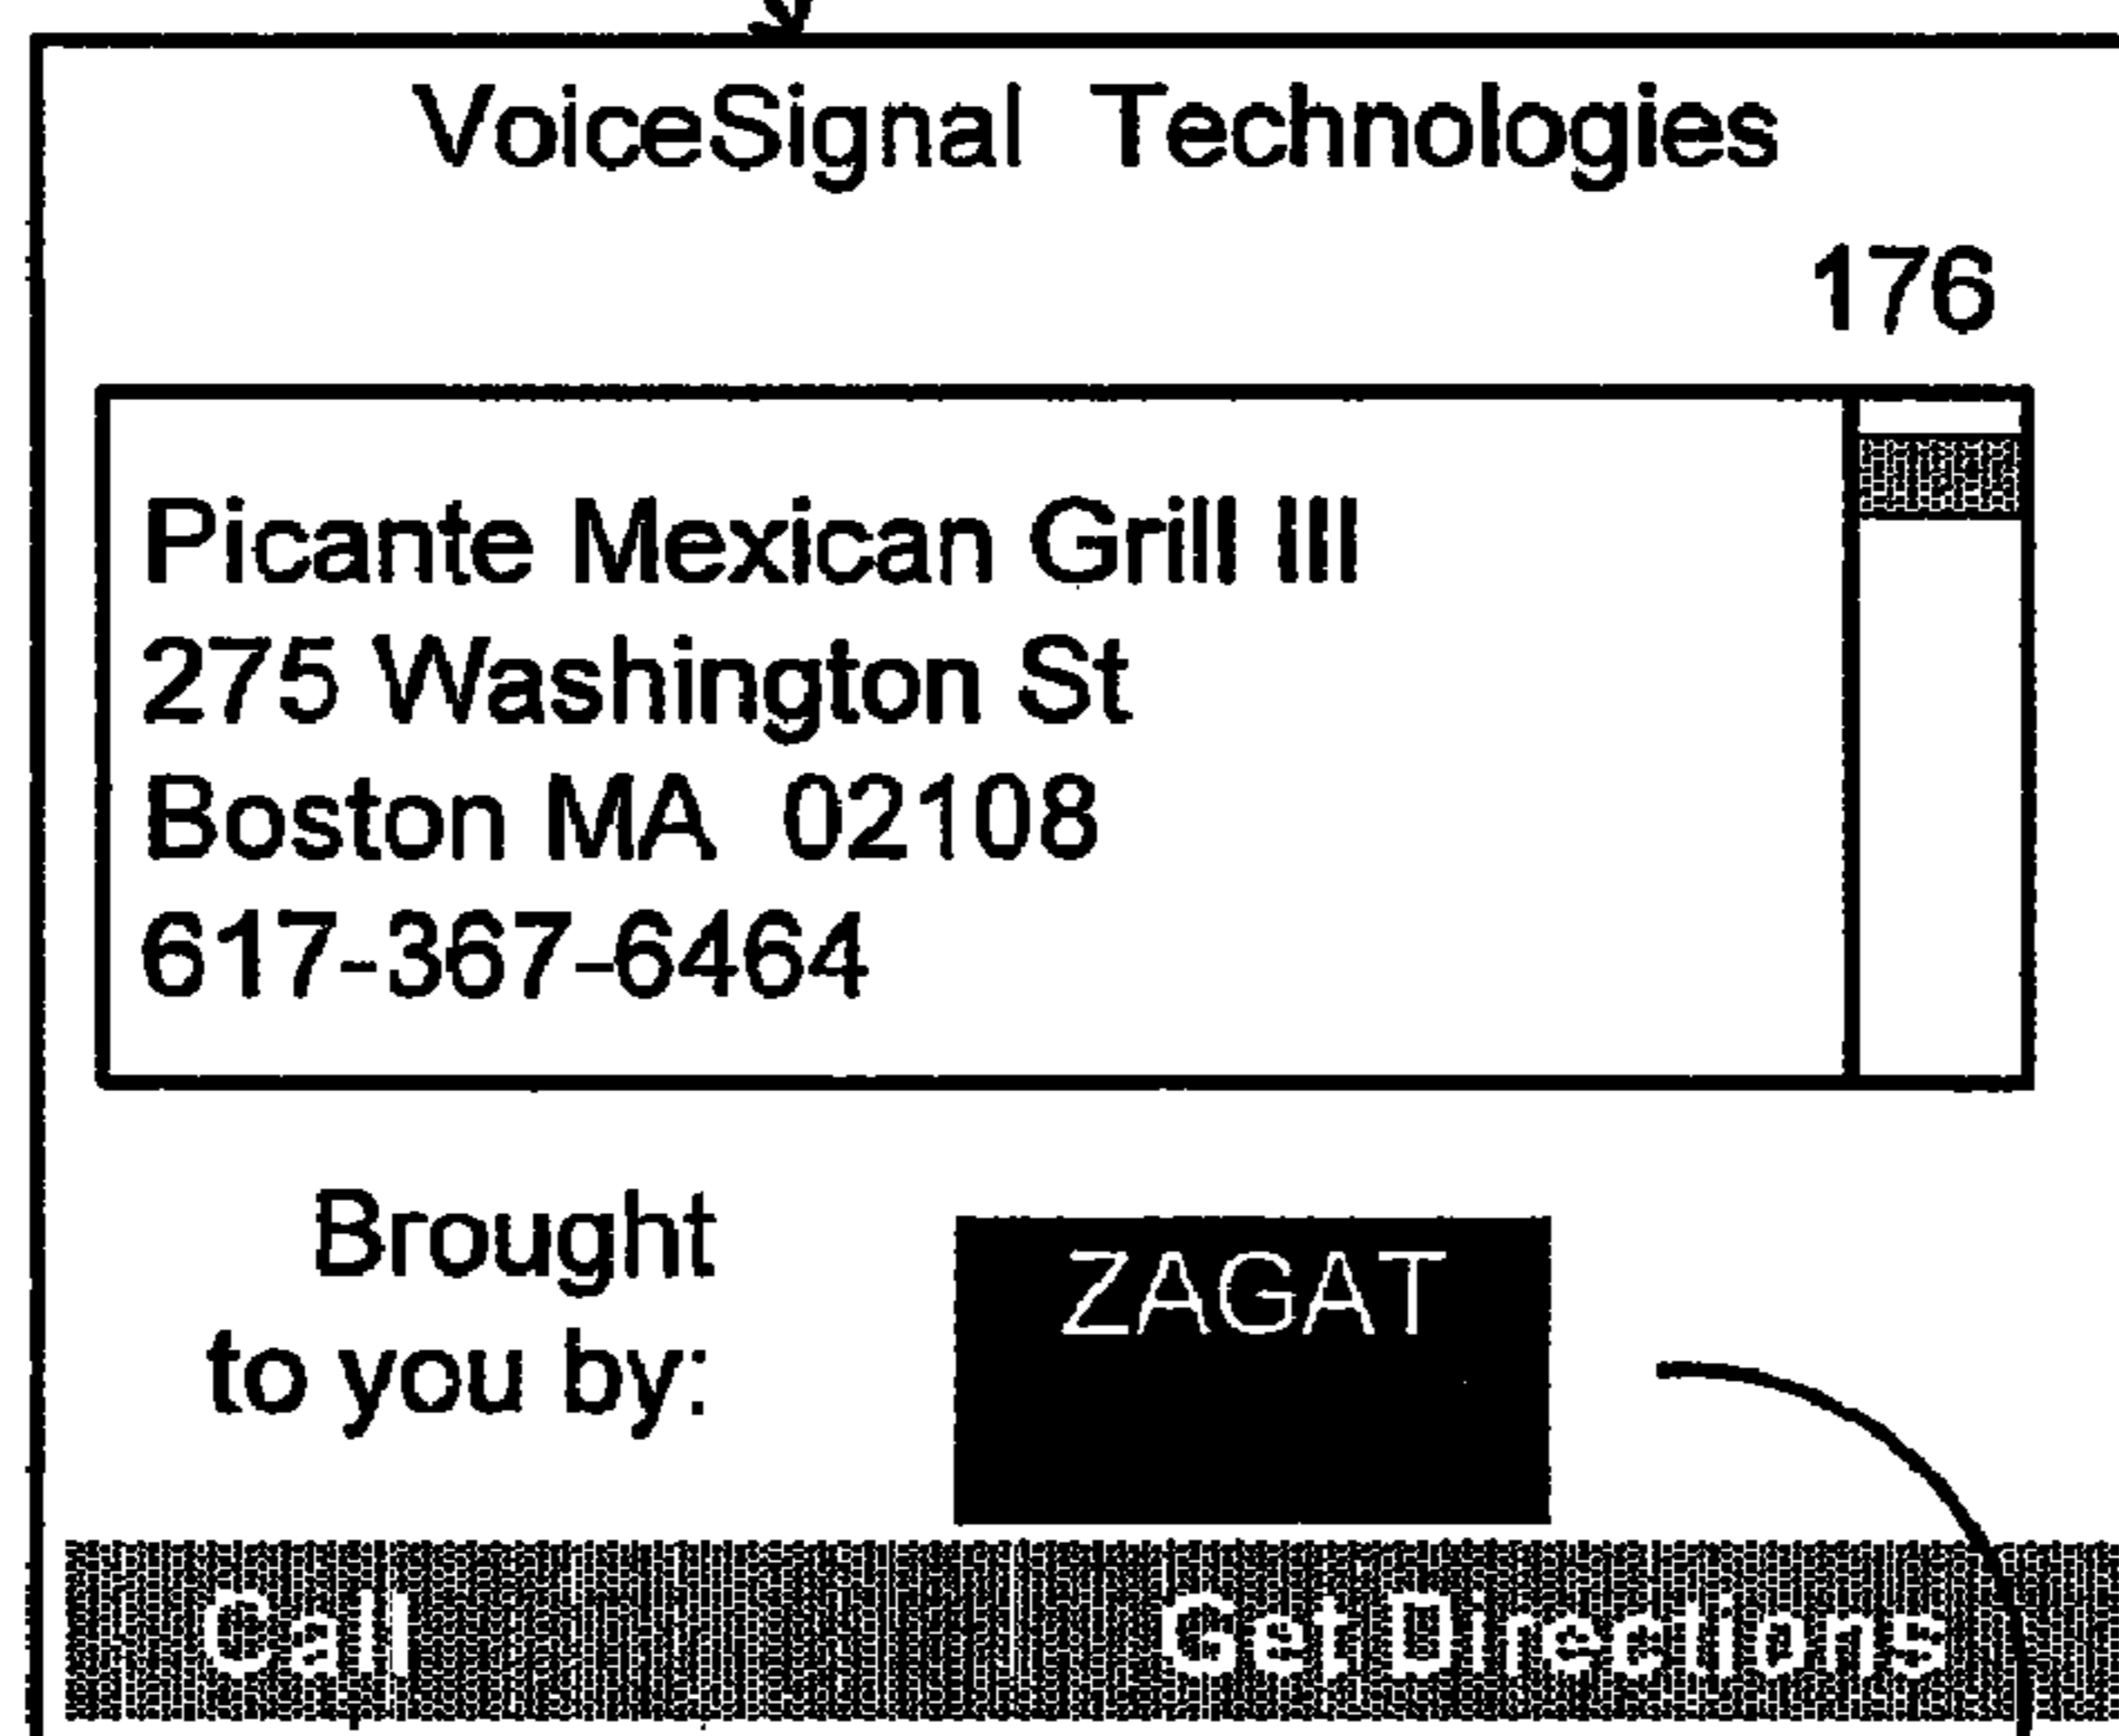 VoiceSignal Technologies
176
Picante Mexican Grill III
275 Washington St
Boston MA 02108
617-367-6464
Brought
to you by:
ZAGAT
Call Get Directions